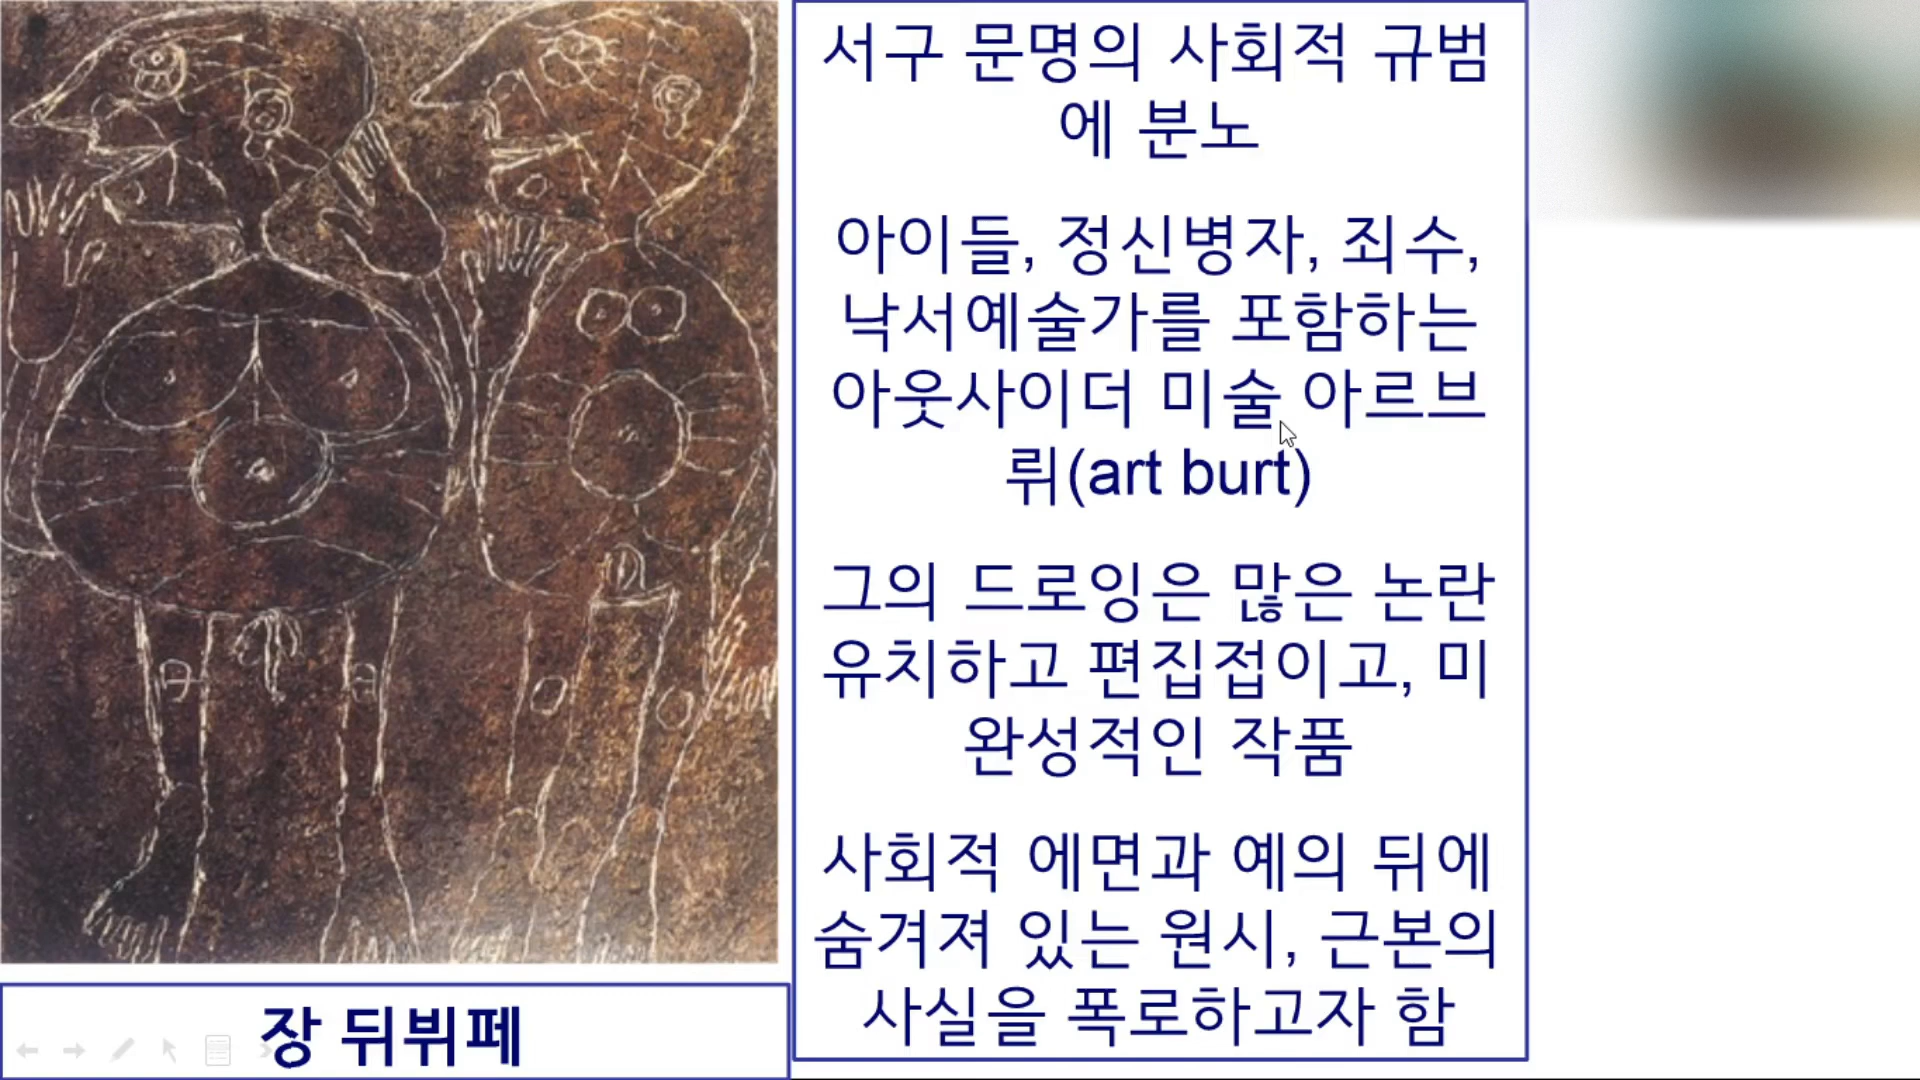 서구 문명의 사회적 규범
에 분노
아이들, 정신병자, 죄수,
낙서예술가를 포함하는
아웃사이더 미술 아르브
뤼(art burt)
그의 드로잉은 많은 논란
유치하고 편집접이고, 미
완성적인 작품
사회적 에면과 예의 뒤에
숨겨져 있는 원시, 근본의
사실을 폭로하고자 함
장 뒤뷔페